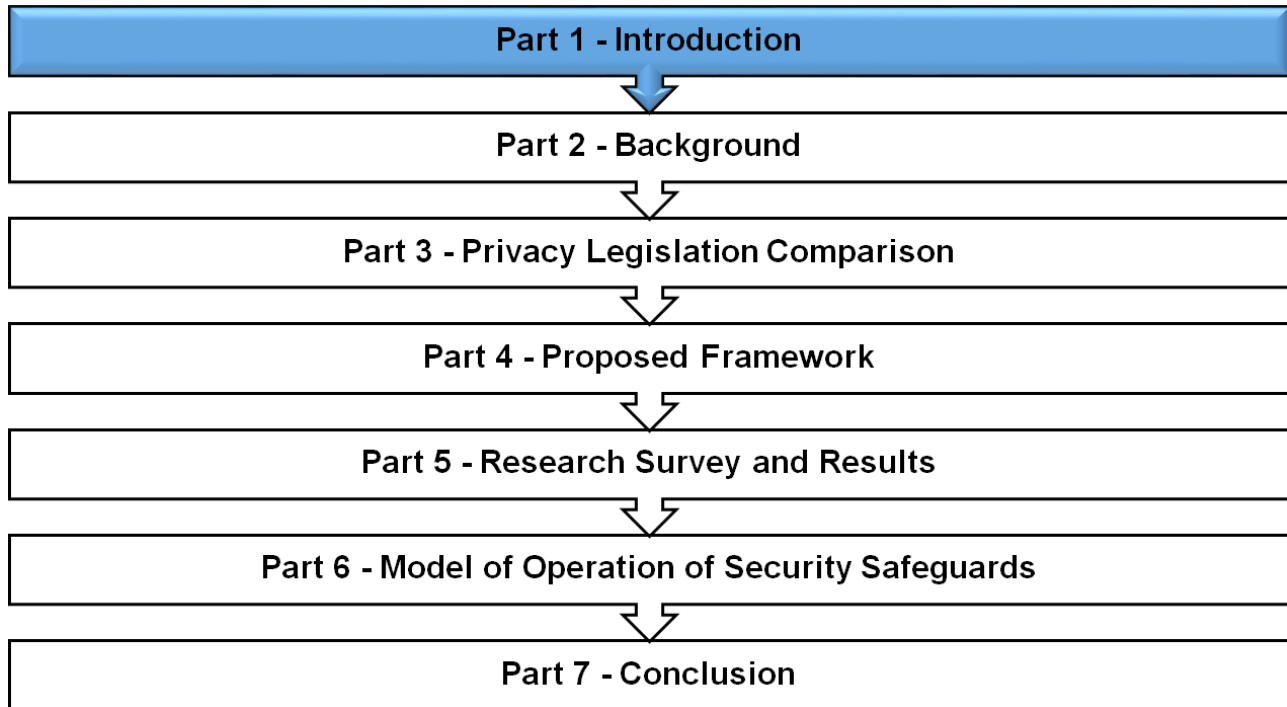 Part 1 - Introduction
Part 2 - Background
Part 3 - Privacy Legislation Comparison
Part 4 - Proposed Framework
Part 5 - Research Survey and Results
Part 6 - Model of Operation of Security Safeguards
Part 7 - Conclusion